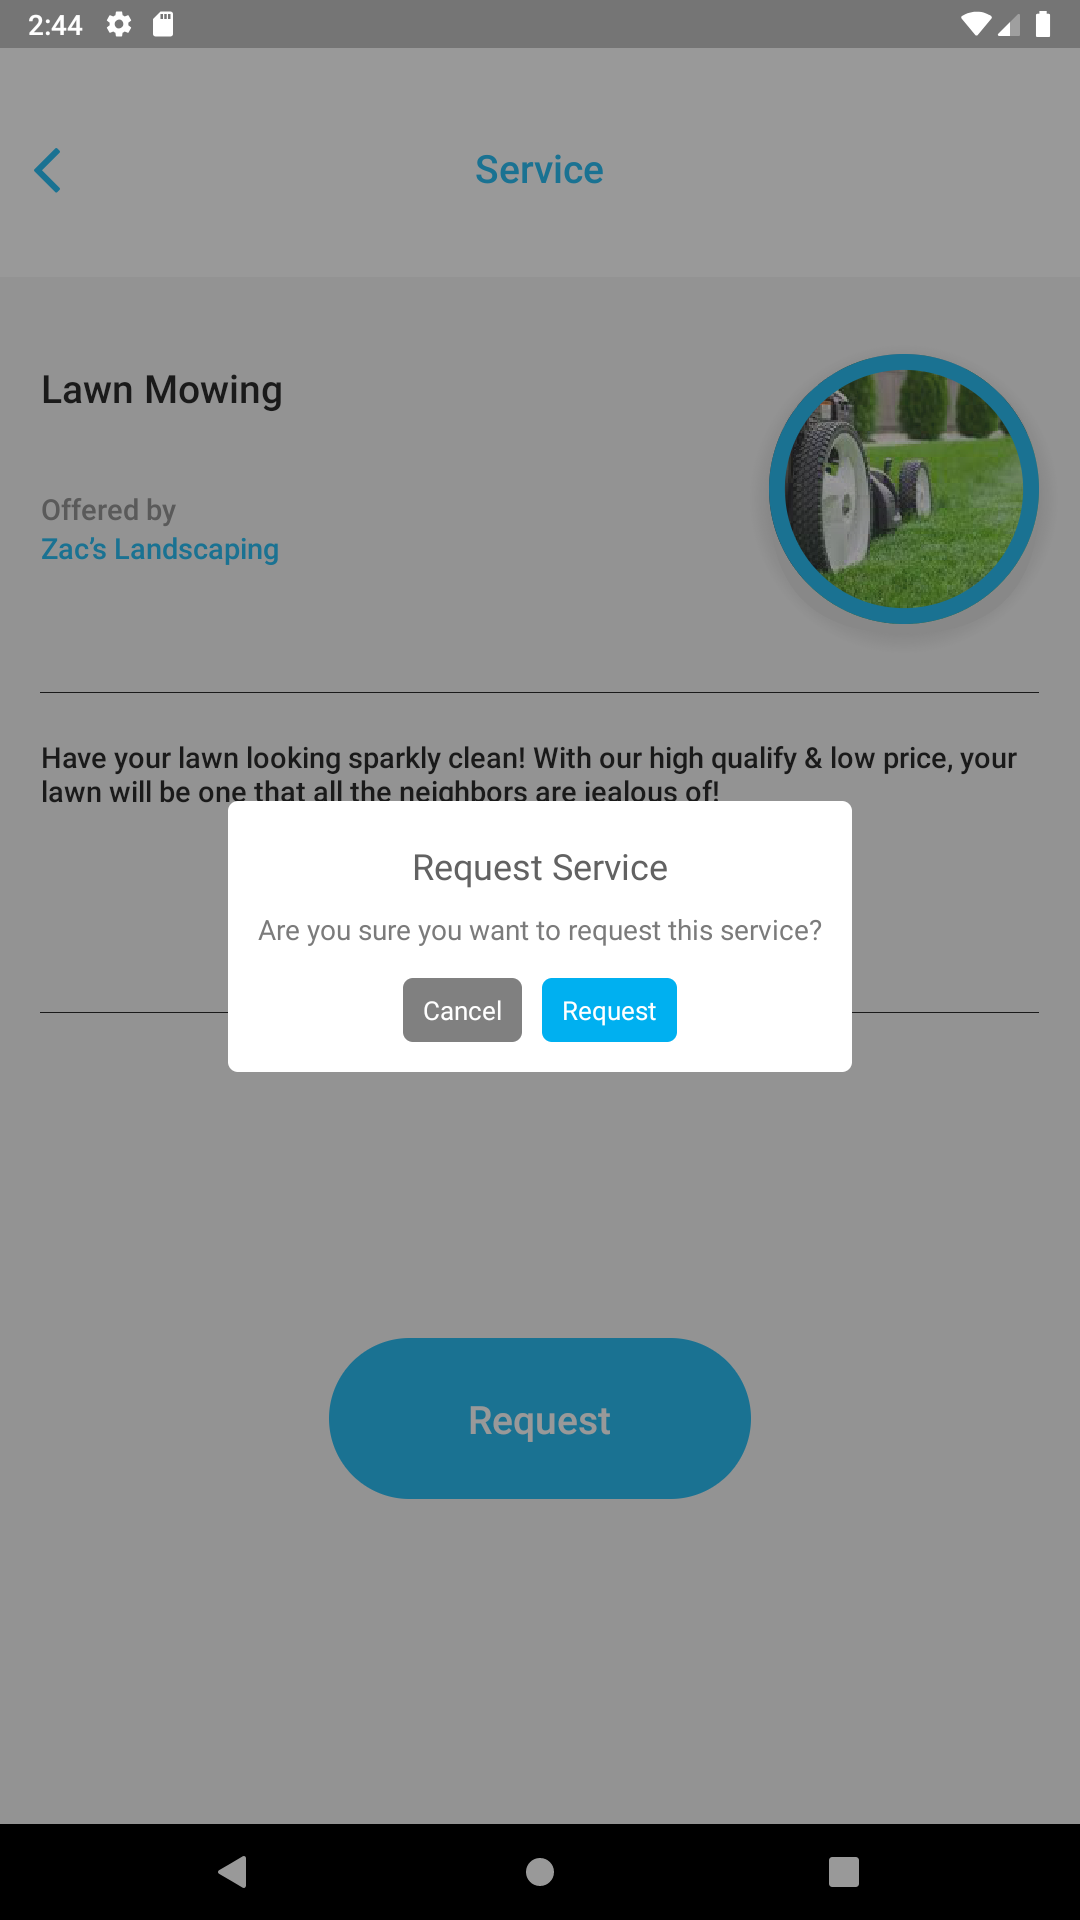 2:44
Service
Lawn Mowing
Offered by
Zac's Landscaping
Have your lawn looking sparkly clean! With our high qualify & low price, your
lawn will be one that all the neighbors are jealous of!
Request Service
Are you sure you want to request this service?
Cancel Request
Request